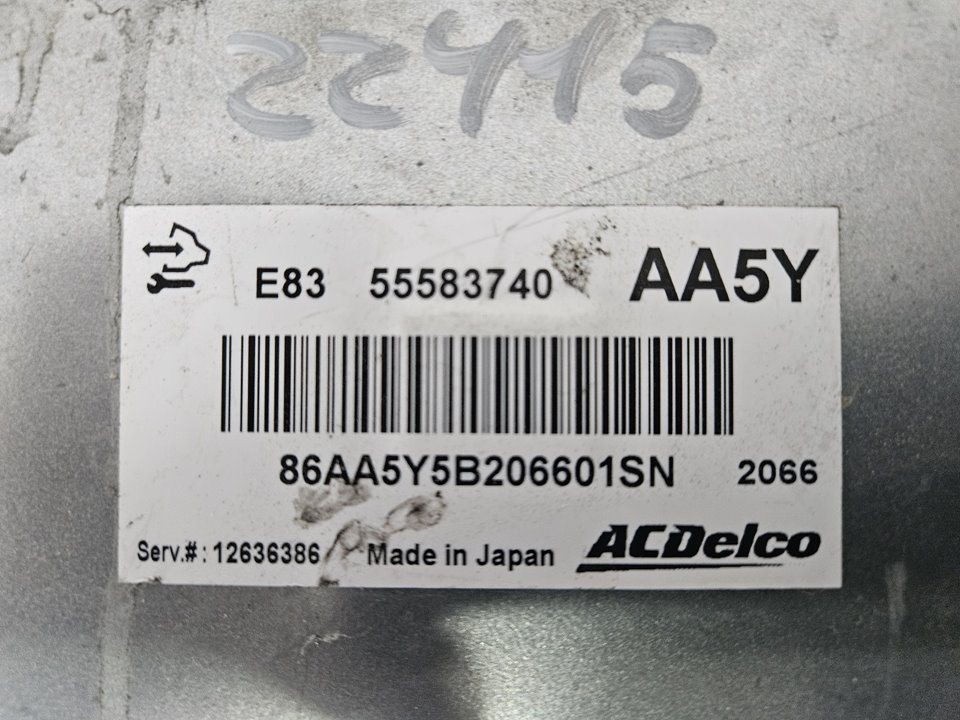 22415
E83 55583740 AA5Y
86AA5Y5B206601SN 2066
Serv.#: 12636386 Made in Japan ACDelco